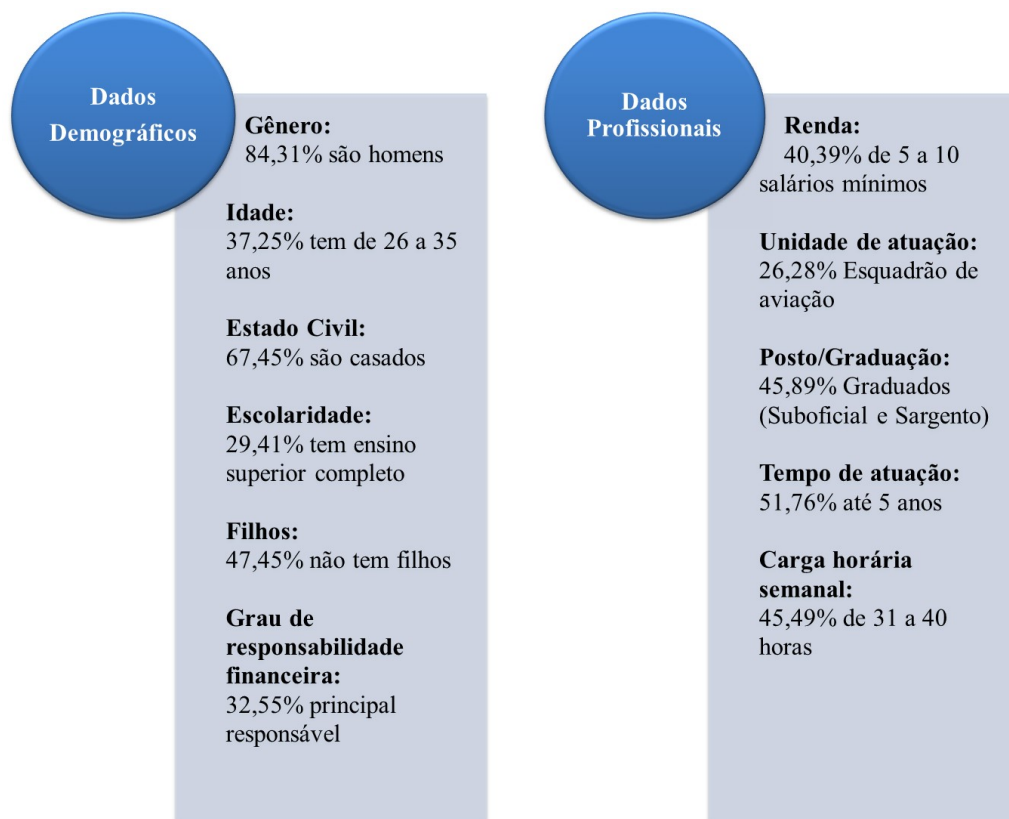 Dados
Demográficos
Gênero:
84,31% são homens
Idade:
37,25% tem de 26 a 35
anos
Estado Civil:
67,45% são casados
Escolaridade:
29,41% tem ensino
superior completo
Filhos:
47,45% não tem filhos
Grau de
responsabilidade
financeira:
32,55% principal
responsável
Dados
Profissionais
Renda:
40,39% de 5 a 10
salários mínimos
Unidade de atuação:
26,28% Esquadrão de
aviação
Posto/Graduação:
45,89% Graduados
(Suboficial e Sargento)
Tempo de atuação:
51,76% até 5 anos
Carga horária
semanal:
45,49% de 31 a 40
horas